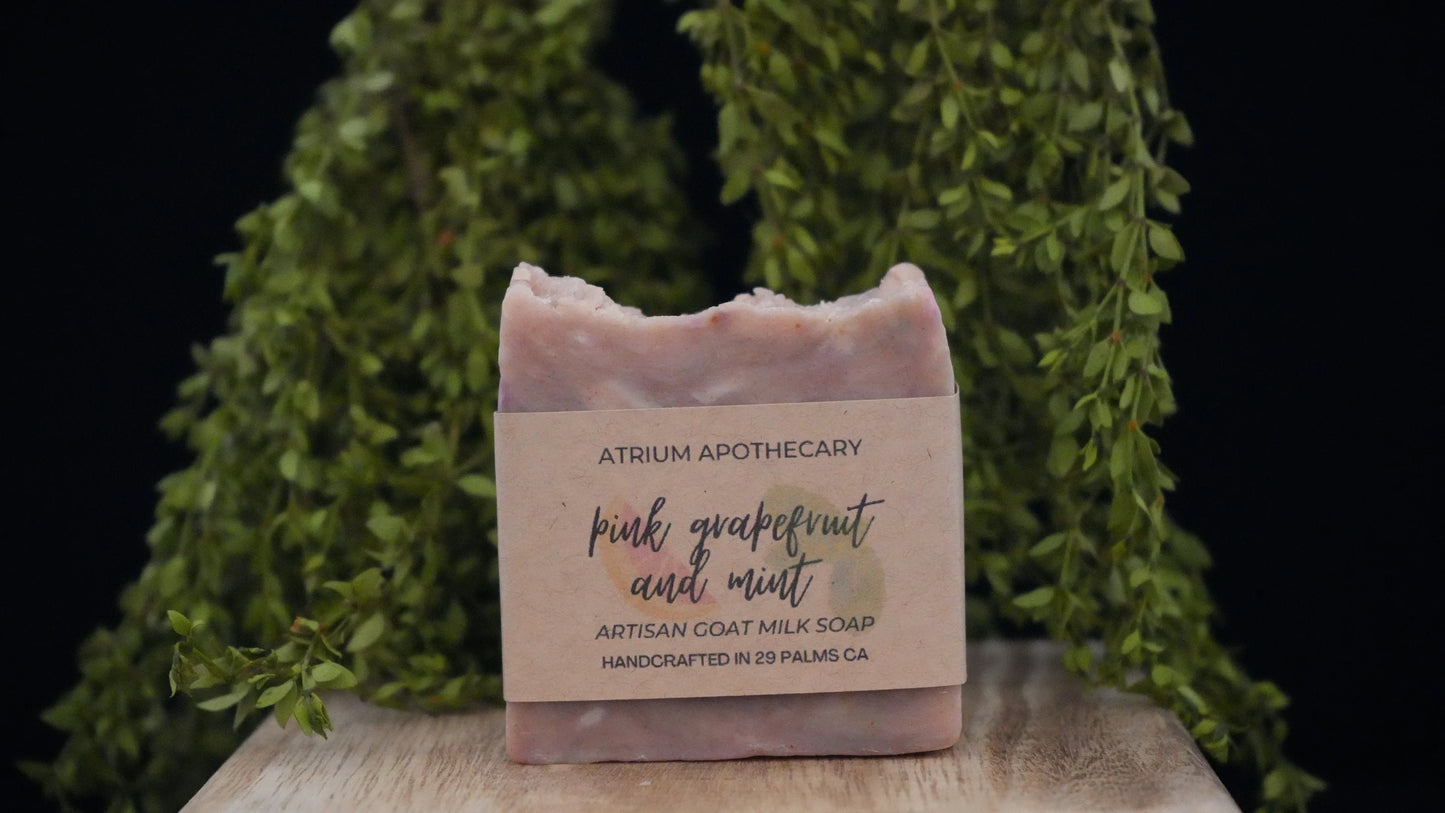 ATRIUM APOTHECARY
pink grapefruit
and mint
ARTISAN GOAT MILK SOAP
HANDCRAFTED IN 29 PALMS CA